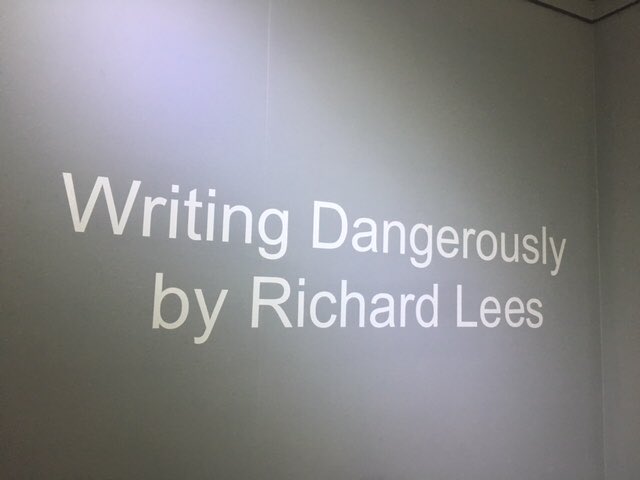 Writing Dangerously
by Richard Lees